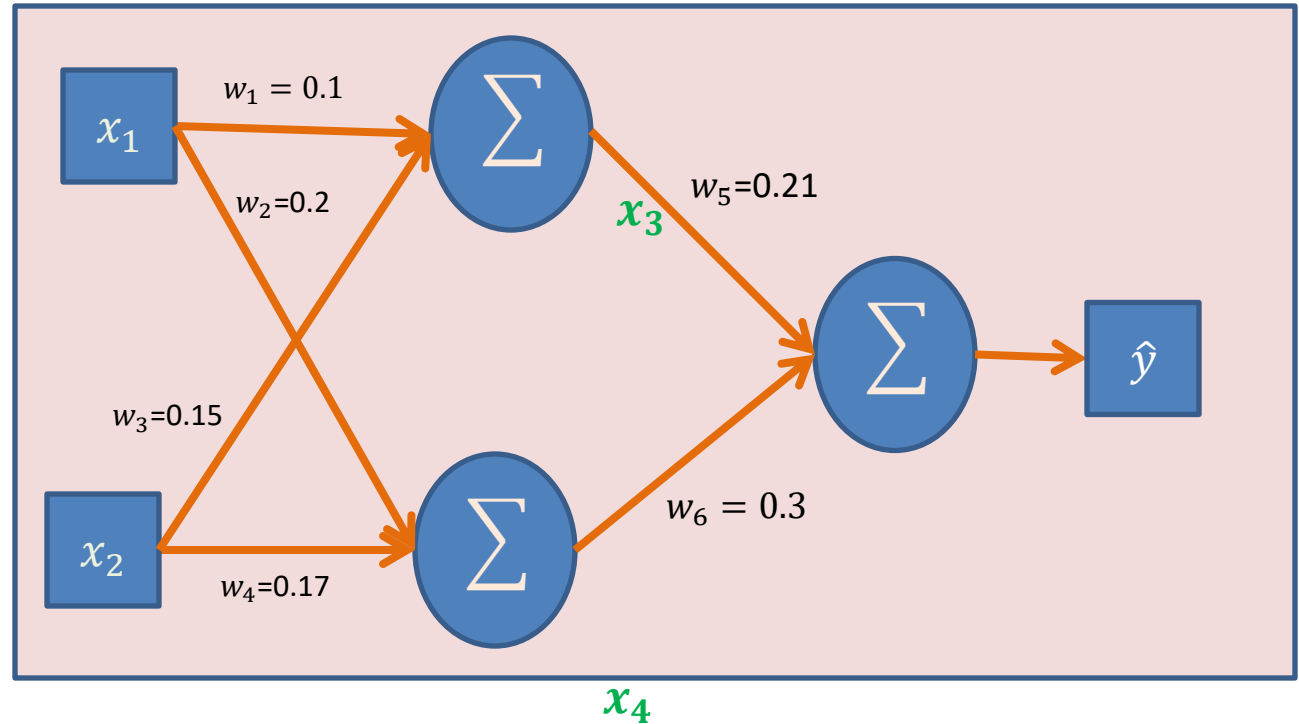 x₁
w₁ = 0.1
∑
w₂=0.2
w₅=0.21
x₃
∑
ŷ
w₃=0.15
x₂
w₄=0.17
∑
w₆ = 0.3
x₄